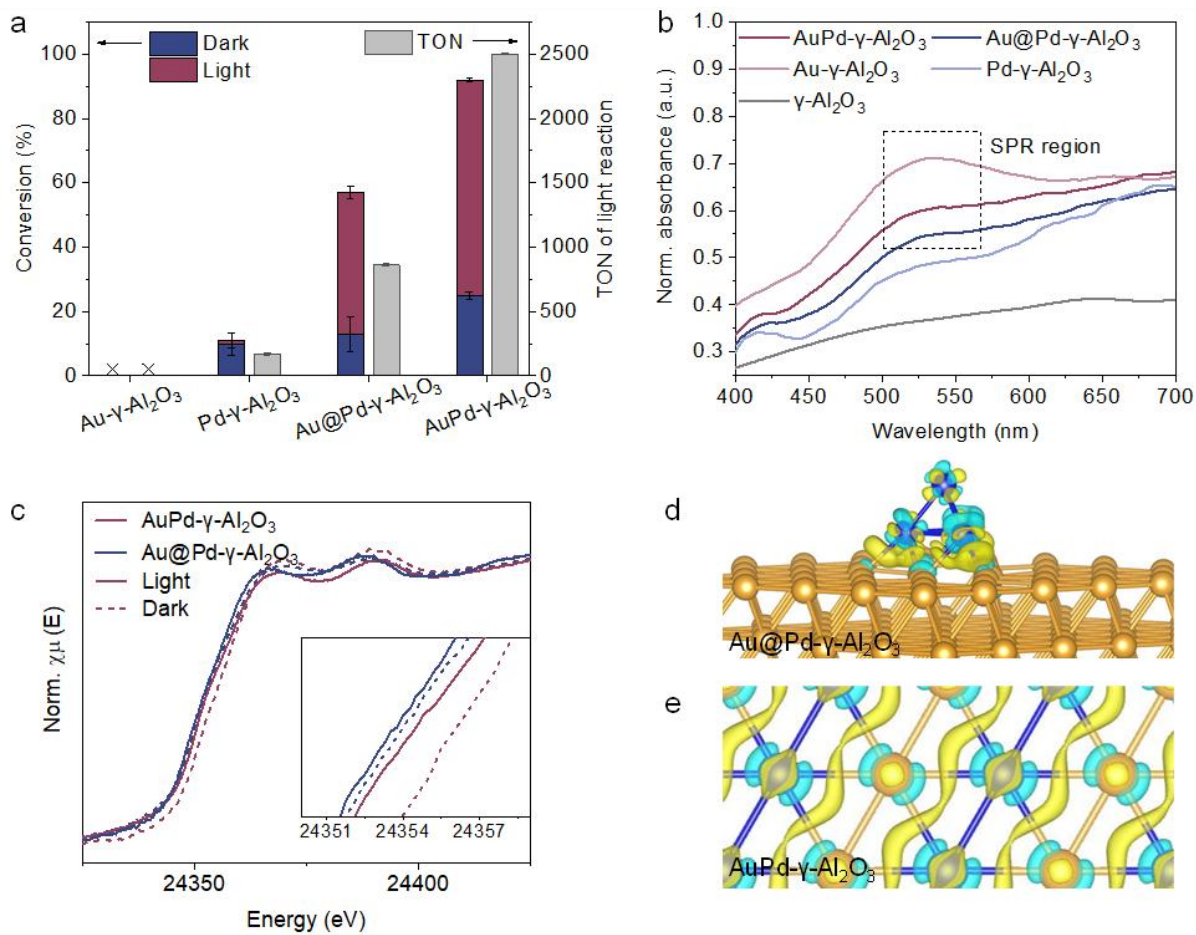 a
Dark
Light
TON
Conversion (%)
100
80
60
40
20
0
2500
2000
1500
1000
500
0
TON of light reaction
Au-γ-Al₂O₃
Pd-γ-Al₂O₃
Au@Pd-γ-Al₂O₃
AuPd-γ-Al₂O₃
b
AuPd-γ-Al₂O₃
Au@Pd-γ-Al₂O₃
Au-γ-Al₂O₃
Pd-γ-Al₂O₃
γ-Al₂O₃
SPR region
Norm. absorbance (a.u.)
1.0
0.9
0.8
0.7
0.6
0.5
0.4
0.3
400 450 500 550 600 650 700
Wavelength (nm)
c
AuPd-γ-Al₂O₃
Au@Pd-γ-Al₂O₃
Light
Dark
Norm. χμ (E)
24351 24354 24357
24350 24400
Energy (eV)
d
Au@Pd-γ-Al₂O₃
e
AuPd-γ-Al₂O₃